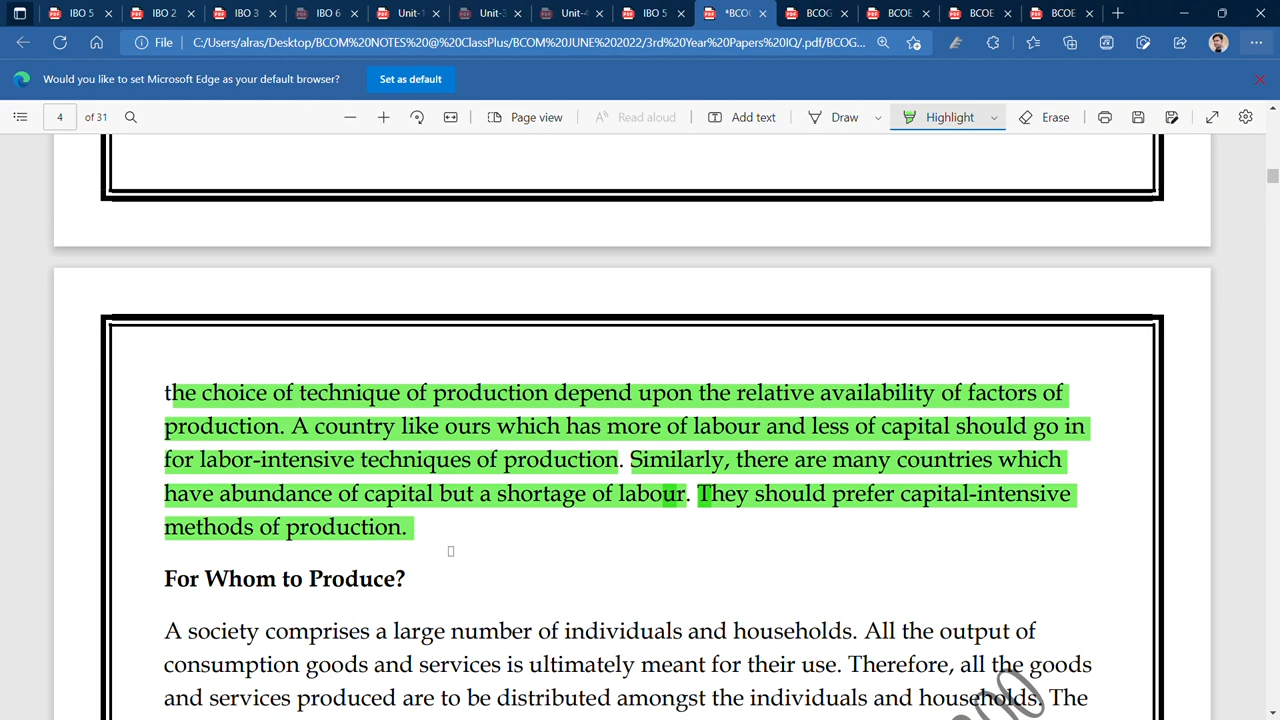 IBO 5
IBO 2
IBO 3
IBO 6
Unit-1
Unit-3
Unit-4
IBO 5
*BCO
BCO
BCOE
BCOE
BCOE
File
C:/Users/alras/Desktop/BCOM%20NOTES%20@%20ClassPlus/BCOM%20JUNE%202022/3rd%20Year%20Papers%20IQ/.pdf/BCOG...
Would you like to set Microsoft Edge as your default browser?
Set as default
4 of 31
Page view
Read aloud
Add text
Draw
Highlight
Erase
the choice of technique of production depend upon the relative availability of factors of
production. A country like ours which has more of labour and less of capital should go in
for labor-intensive techniques of production. Similarly, there are many countries which
have abundance of capital but a shortage of labour. They should prefer capital-intensive
methods of production.
For Whom to Produce?
A society comprises a large number of individuals and households. All the output of
consumption goods and services is ultimately meant for their use. Therefore, all the goods
and services produced are to be distributed amongst the individuals and households. The